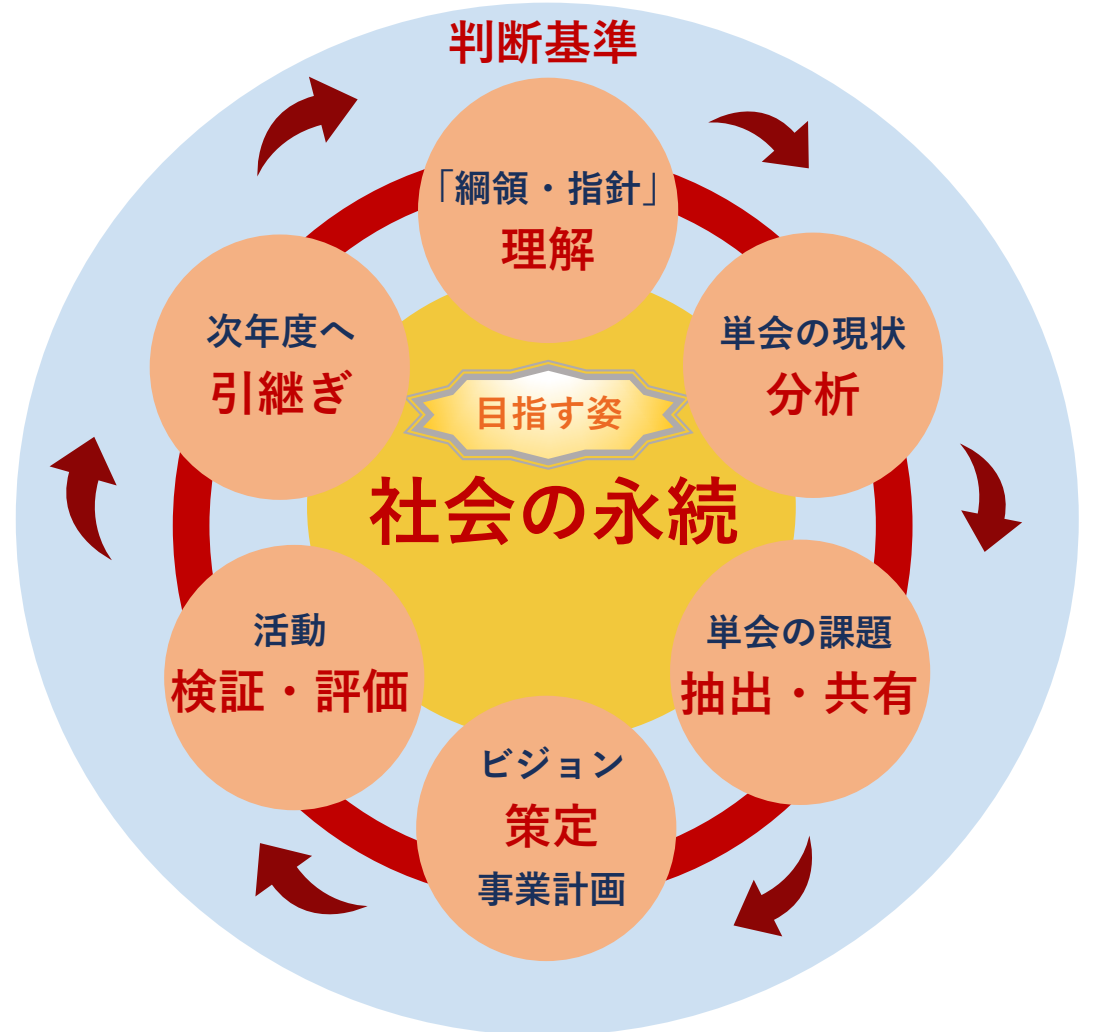 判断基準
「綱領・指針」
理解
単会の現状
分析
単会の課題
抽出・共有
ビジョン
策定
事業計画
活動
検証・評価
次年度へ
引継ぎ
目指す姿
社会の永続